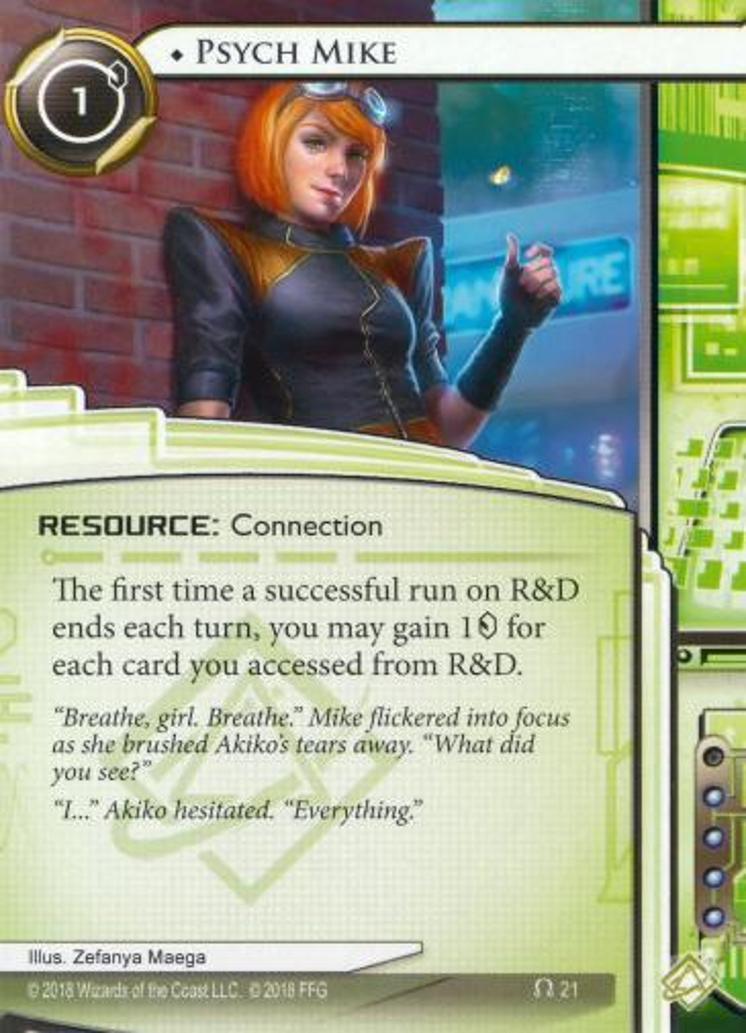 ◆ Psych Mike
1
RESOURCE: Connection
The first time a successful run on R&D
ends each turn, you may gain 1 for
each card you accessed from R&D.
“Breathe, girl. Breathe.” Mike flickered into focus
as she brushed Akiko’s tears away. “What did
you see?”
“I...” Akiko hesitated. “Everything.”
Illus. Zefanya Maega
© 2018 Wizards of the Coast LLC. © 2018 FFG
21